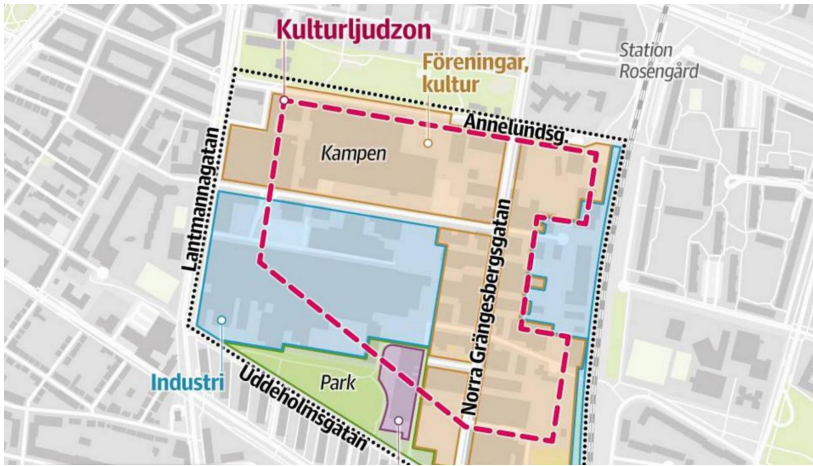 Kulturljudzon
Föreningar,
kultur
Station
Rosengård
Annelundsg.
Kampen
Lantmannagatan
Norra Grängesbergsgatan
Industri
Park
Uddeholmsgatan